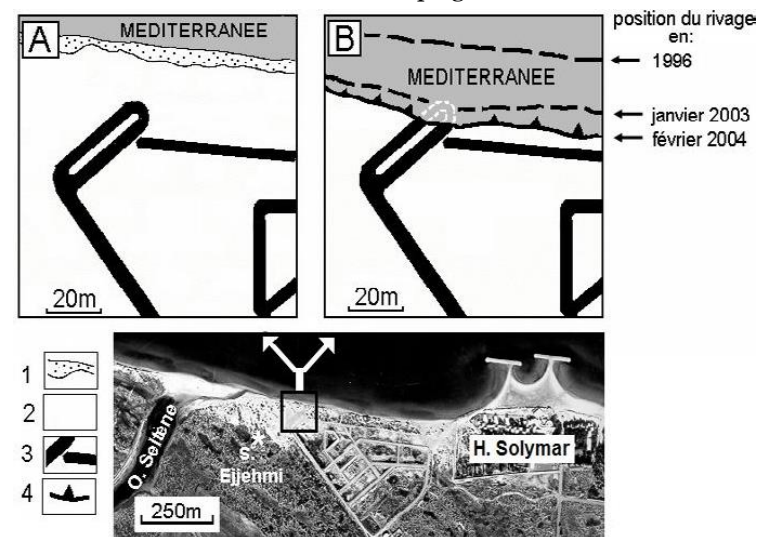 A
MEDITERRANEE
20m
B
MEDITERRANEE
20m
position du rivage
en:
1996
janvier 2003
février 2004
1
2
3
4
O. Seltene
S.
Ejjehmi
H. Solymar
250m